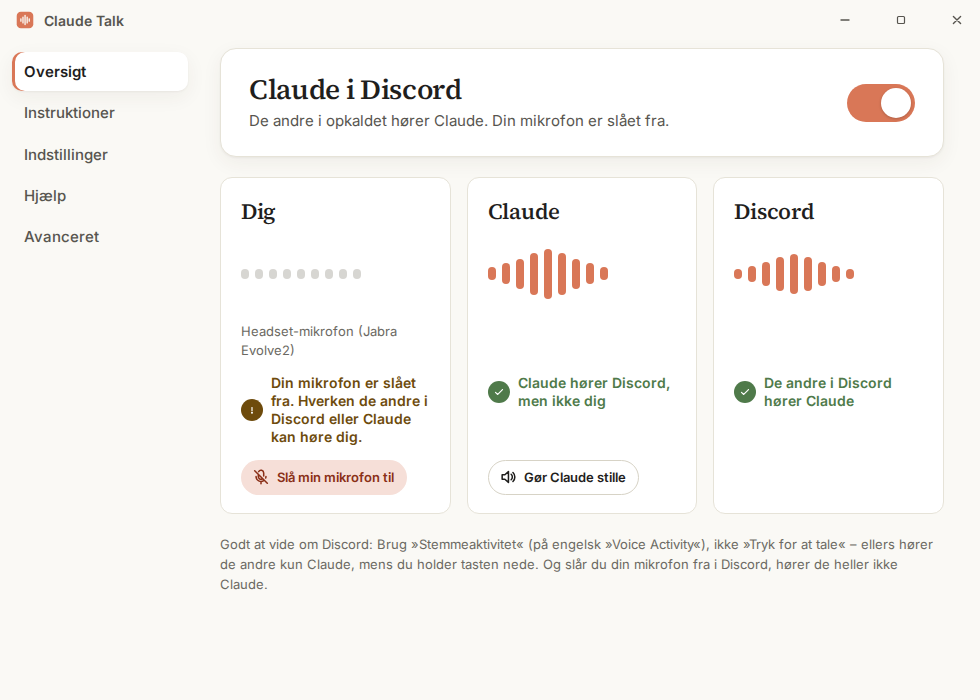 Claude Talk
Oversigt
Instruktioner
Indstillinger
Hjælp
Avanceret
Claude i Discord
De andre i opkaldet hører Claude. Din mikrofon er slået fra.
Dig
Headset-mikrofon (Jabra
Evolve2)
Din mikrofon er slået
fra. Hverken de andre i
Discord eller Claude
kan høre dig.
Slå min mikrofon til
Claude
Claude hører Discord,
men ikke dig
Gør Claude stille
Discord
De andre i Discord
hører Claude
Godt at vide om Discord: Brug »Stemmeaktivitet« (på engelsk »Voice Activity«), ikke »Tryk for at tale« – ellers hører
de andre kun Claude, mens du holder tasten nede. Og slår du din mikrofon fra i Discord, hører de heller ikke
Claude.